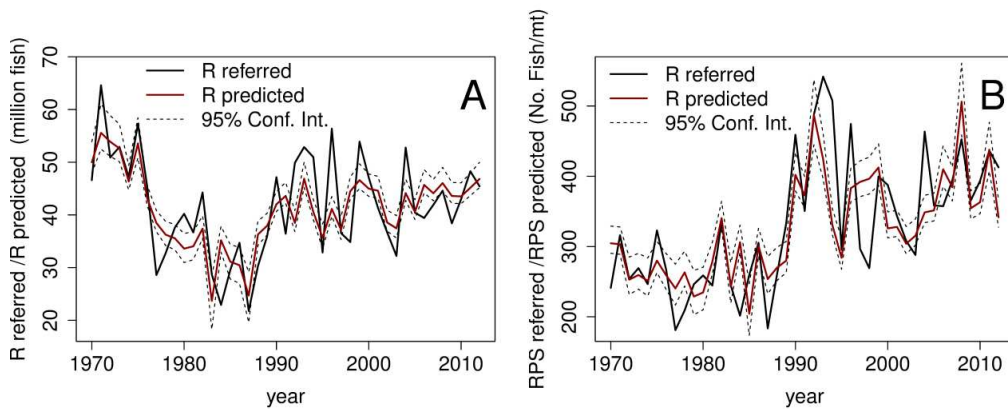 R referred /R predicted  (million fish)
70
60
50
40
30
20
R referred
R predicted
95% Conf. Int.
A
1970
1980
1990
2000
2010
year
RPS referred /RPS predicted (No. Fish/mt)
500
400
300
200
R referred
R predicted
95% Conf. Int.
B
1970
1980
1990
2000
2010
year